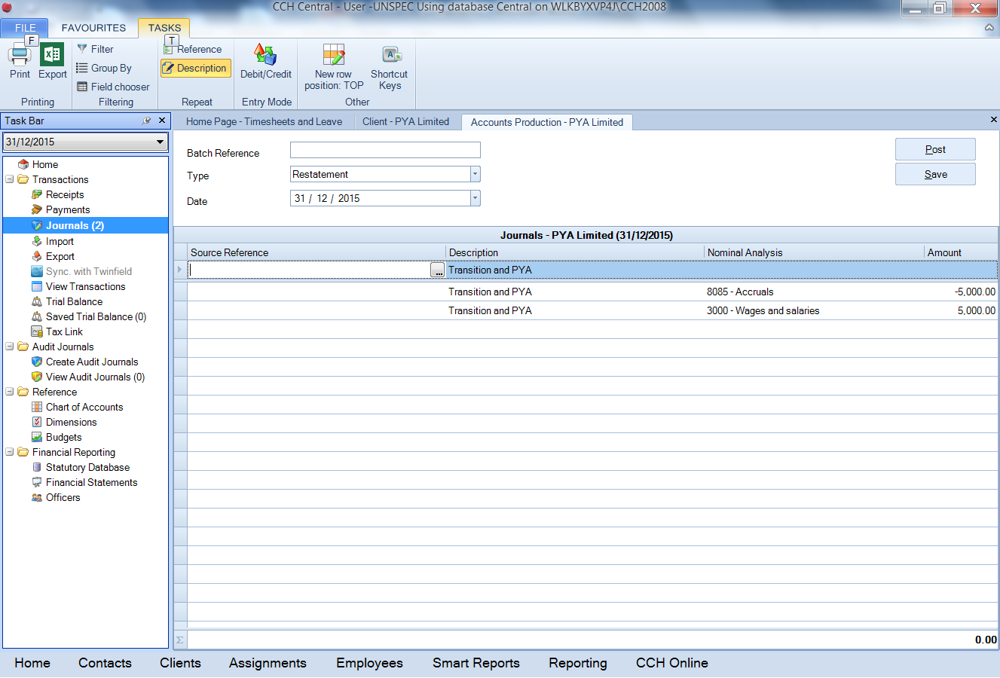 CCH Central - User -UNSPEC Using database Central on WLKBYXVP4J\CCH2008
FILE FAVOURITES TASKS
F T
Print Export
Filter
Group By
Field chooser
Reference
Description
Debit/Credit
New row
position: TOP
Shortcut
Keys
Printing Filtering Repeat Entry Mode Other
Task Bar
31/12/2015
Home
Transactions
Receipts
Payments
Journals (2)
Import
Export
Sync. with Twinfield
View Transactions
Trial Balance
Saved Trial Balance (0)
Tax Link
Audit Journals
Create Audit Journals
View Audit Journals (0)
Reference
Chart of Accounts
Dimensions
Budgets
Financial Reporting
Statutory Database
Financial Statements
Officers
Home Page - Timesheets and Leave Client - PYA Limited Accounts Production - PYA Limited
Batch Reference
Type Restatement
Date 31 / 12 / 2015
Post
Save
Journals - PYA Limited (31/12/2015)
Source Reference Description Nominal Analysis Amount
... Transition and PYA
Transition and PYA 8085 - Accruals -5,000.00
Transition and PYA 3000 - Wages and salaries 5,000.00
Σ 0.00
Home Contacts Clients Assignments Employees Smart Reports Reporting CCH Online